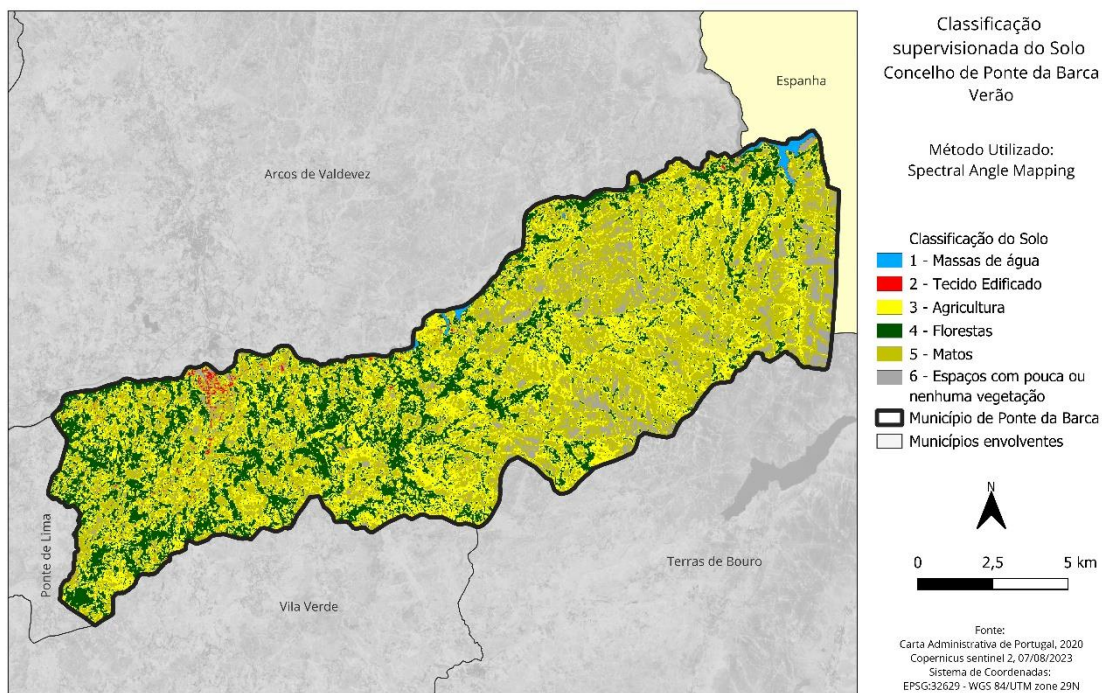 Classificação
supervisionada do Solo
Concelho de Ponte da Barca
Verão
Método Utilizado:
Spectral Angle Mapping
Espanha
Arcos de Valdevez
Ponte de Lima
Vila Verde
Terras de Bouro
Classificação do Solo
1 - Massas de água
2 - Tecido Edificado
3 - Agricultura
4 - Florestas
5 - Matos
6 - Espaços com pouca ou
nenhuma vegetação
Município de Ponte da Barca
Municípios envolventes
N
0 2,5 5 km
Fonte:
Carta Administrativa de Portugal, 2020
Copernicus sentinel 2, 07/08/2023
Sistema de Coordenadas:
EPSG:32629 - WGS 84/UTM zone 29N